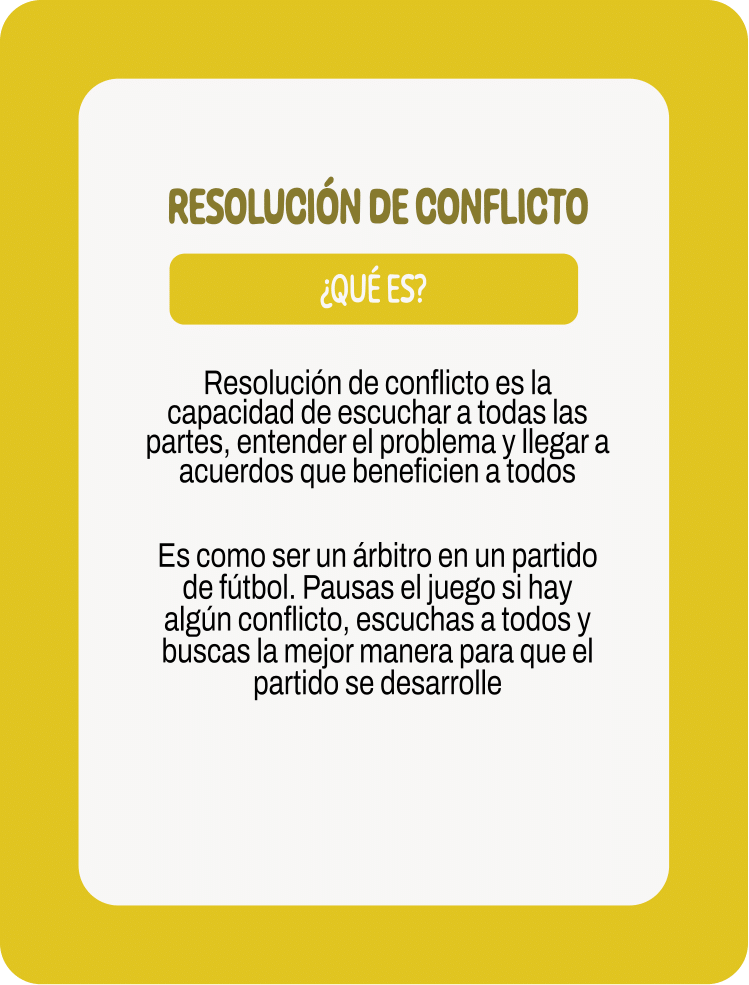 RESOLUCIÓN DE CONFLICTO
¿QUÉ ES?
Resolución de conflicto es la
capacidad de escuchar a todas las
partes, entender el problema y llegar a
acuerdos que beneficien a todos
Es como ser un árbitro en un partido
de fútbol. Pausas el juego si hay
algún conflicto, escuchas a todos y
buscas la mejor manera para que el
partido se desarrolle